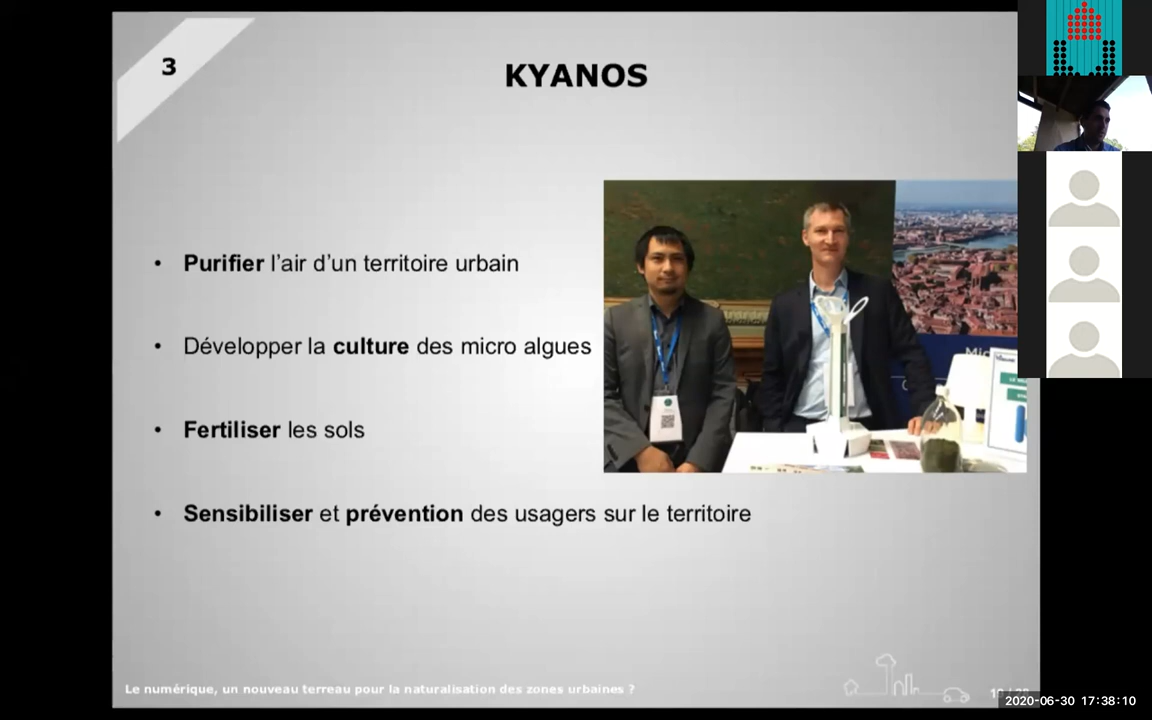 3
KYANOS
• Purifier l’air d’un territoire urbain
• Développer la culture des micro algues
• Fertiliser les sols
• Sensibiliser et prévention des usagers sur le territoire
Le numérique, un nouveau terreau pour la naturalisation des zones urbaines ?
2020-06-30 17:38:10